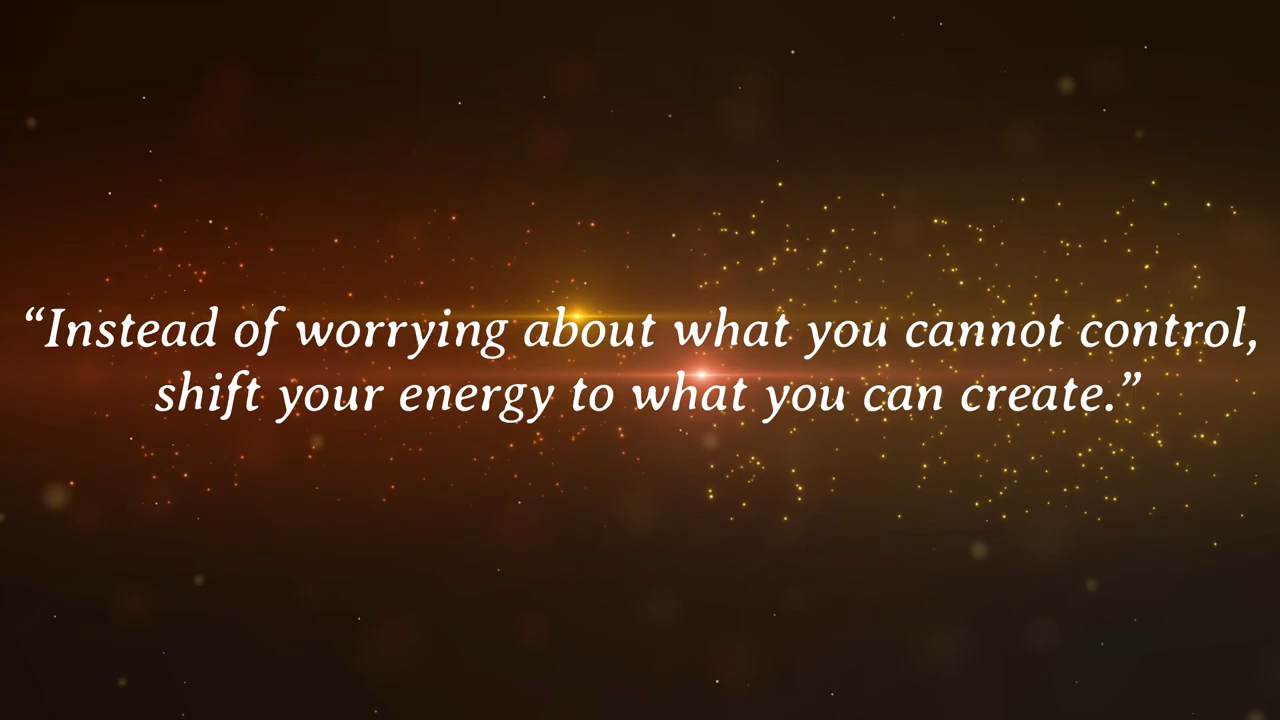 “Instead of worrying about what you cannot control,
shift your energy to what you can create.”